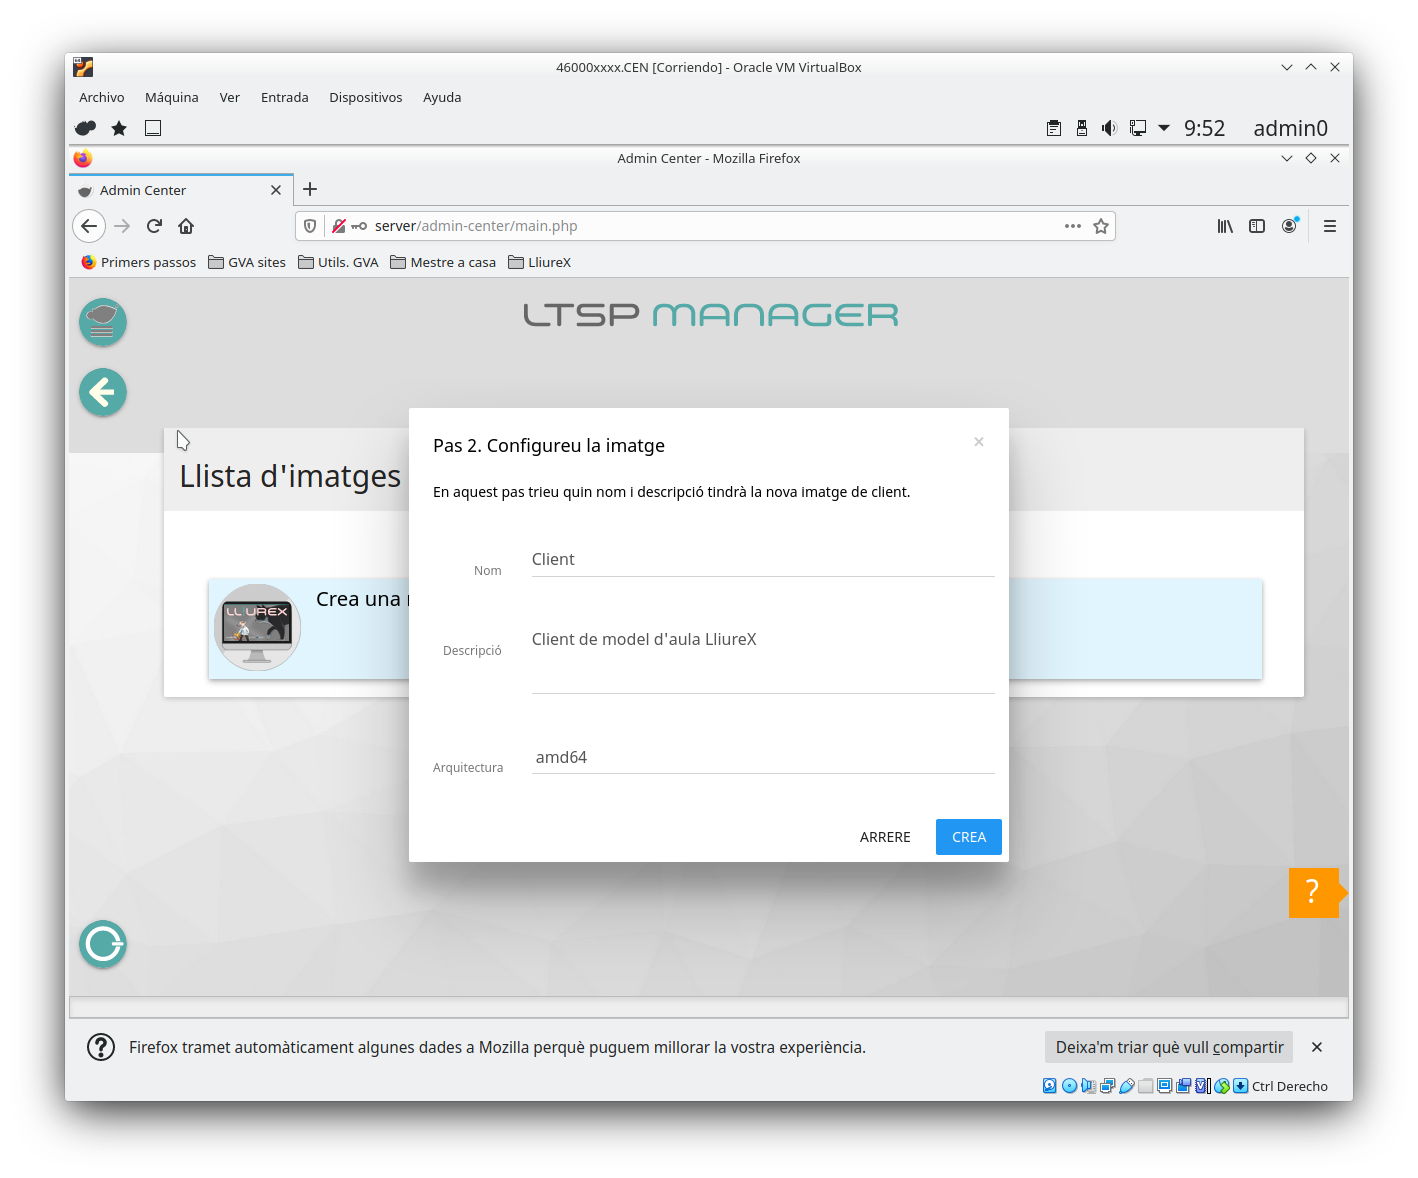 46000xxxx.CEN [Corriendo] - Oracle VM VirtualBox
Archivo Máquina Ver Entrada Dispositivos Ayuda
9:52 admin0
Admin Center - Mozilla Firefox
Admin Center
server/admin-center/main.php
Primers passos GVA sites Utils. GVA Mestre a casa LliureX
LTSP MANAGER
Pas 2. Configureu la imatge ×
Llista d'imatges
En aquest pas trieu quin nom i descripció tindrà la nova imatge de client.
Nom Client
LLIUREX
Crea una
Descripció Client de model d'aula LliureX
Arquitectura amd64
ARRERE CREA
?
Firefox tramet automàticament algunes dades a Mozilla perquè puguem millorar la vostra experiència. Deixa'm triar què vull compartir
Ctrl Derecho